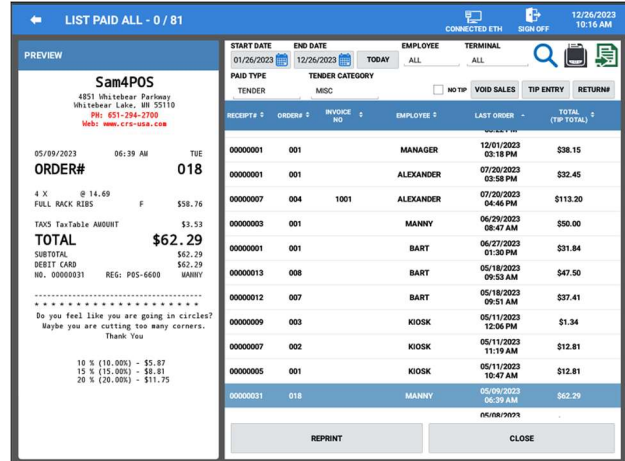 LIST PAID ALL - 0 / 81
CONNECTED ETH
SIGN OFF
12/26/2023
10:16 AM
PREVIEW
Sam4POS
4851 Whitebear Parkway
Whitebear Lake, MN 55110
PH: 651-294-2700
Web: www.crs-usa.com
05/09/2023 06:39 AM TUE
ORDER# 018
4 X @ 14.69
FULL RACK RIBS F $58.76
TAX5 TaxTable AMOUNT $3.53
TOTAL $62.29
SUBTOTAL $62.29
DEBIT CARD $62.29
NO. 00000031 REG: POS-6600 MANNY
----------------------------------------
* * * * * * * * * * * * * * * * * * * *
Do you feel like you are going in circles?
Maybe you are cutting too many corners.
Thank You
10 % (10.00%) - $5.87
15 % (15.00%) - $8.81
20 % (20.00%) - $11.75
START DATE END DATE EMPLOYEE TERMINAL
01/26/2023 12/26/2023 TODAY ALL ALL
PAID TYPE TENDER CATEGORY
TENDER MISC NO TIP VOID SALES TIP ENTRY RETURN#
RECEIPT# ORDER# INVOICE NO EMPLOYEE LAST ORDER TOTAL (TIP TOTAL)
00000001 001 MANAGER 12/01/2023 03:18 PM $38.15
00000001 001 ALEXANDER 07/20/2023 03:58 PM $32.45
00000007 004 1001 ALEXANDER 07/20/2023 04:46 PM $113.20
00000003 001 MANNY 06/29/2023 08:47 AM $50.00
00000001 001 BART 06/27/2023 01:30 PM $31.84
00000013 008 BART 05/18/2023 09:53 AM $47.50
00000012 007 BART 05/18/2023 09:51 AM $37.41
00000009 003 KIOSK 05/11/2023 12:06 PM $1.34
00000007 002 KIOSK 05/11/2023 11:19 AM $12.81
00000005 001 KIOSK 05/11/2023 10:47 AM $12.81
00000031 018 MANNY 05/09/2023 06:39 AM $62.29
05/08/2023
REPRINT
CLOSE